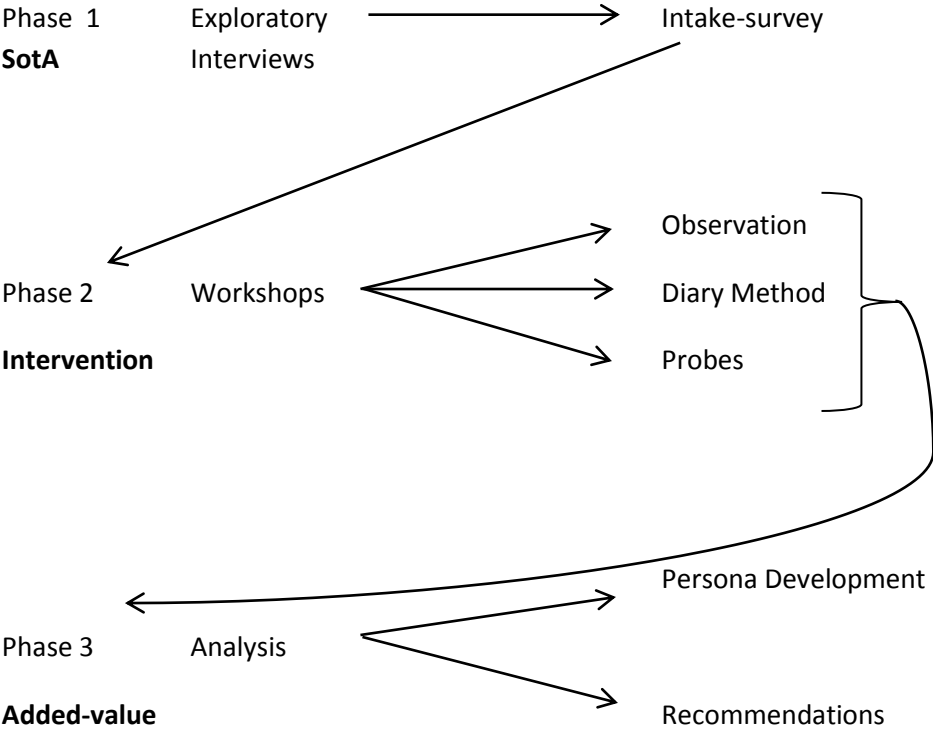 Phase 1 Exploratory Intake-survey
SotA Interviews
Observation
Phase 2 Workshops Diary Method
Intervention Probes
Persona Development
Phase 3 Analysis
Added-value Recommendations